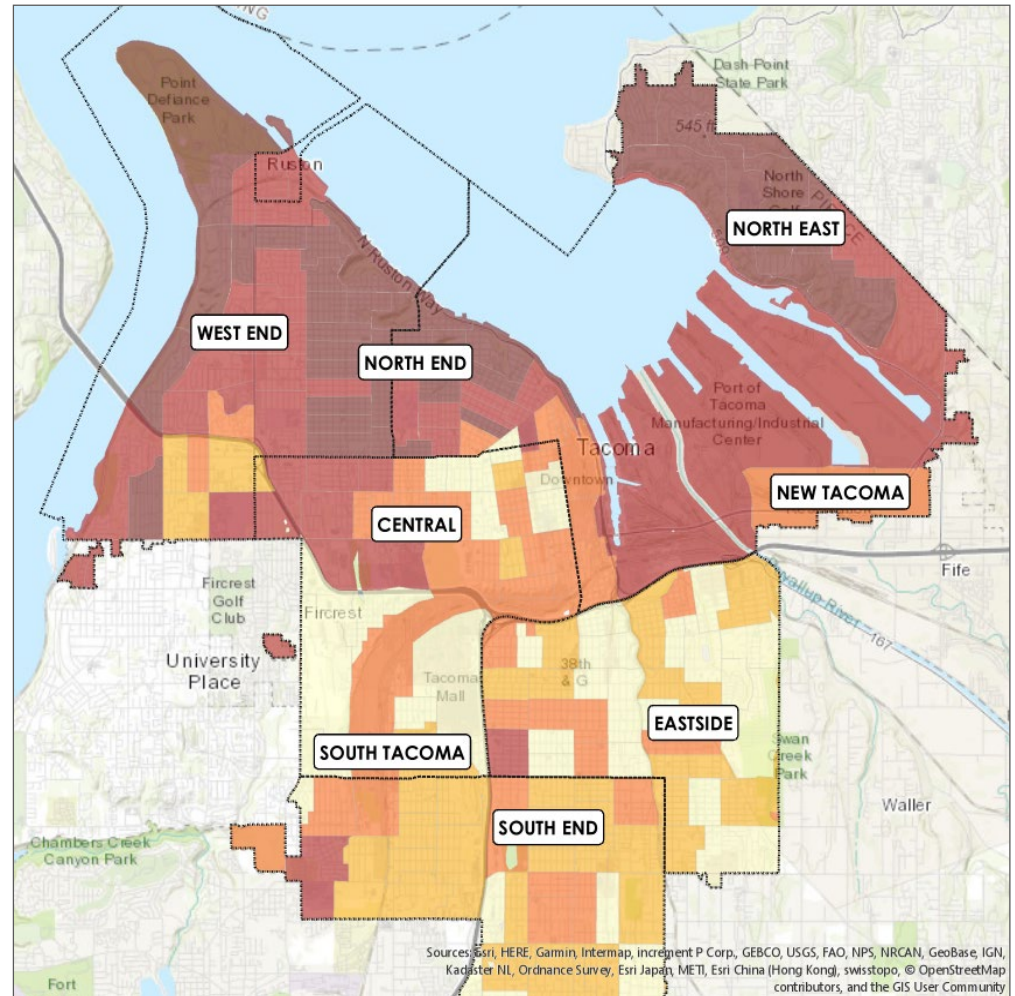 NG
Point
Defiance
Park
Dash Point
State Park
545 ft
Ruston
North
Shore
NORTH EAST
N Ruston Way
WEST END
NORTH END
Port of
Tacoma
Manufacturing/Industrial
Center
Tacoma
Downtown
NEW TACOMA
CENTRAL
Fife
Puyallup River
167
Fircrest
Golf
Club
Fircrest
University
Place
38th
& G
Tacoma
Mall
EASTSIDE
SOUTH TACOMA
Swan
Creek
Park
Waller
SOUTH END
Chambers Creek
Canyon Park
Fort
Sources: Esri, HERE, Garmin, Intermap, increment P Corp., GEBCO, USGS, FAO, NPS, NRCAN, GeoBase, IGN,
Kadaster NL, Ordnance Survey, Esri Japan, METI, Esri China (Hong Kong), swisstopo, © OpenStreetMap
contributors, and the GIS User Community